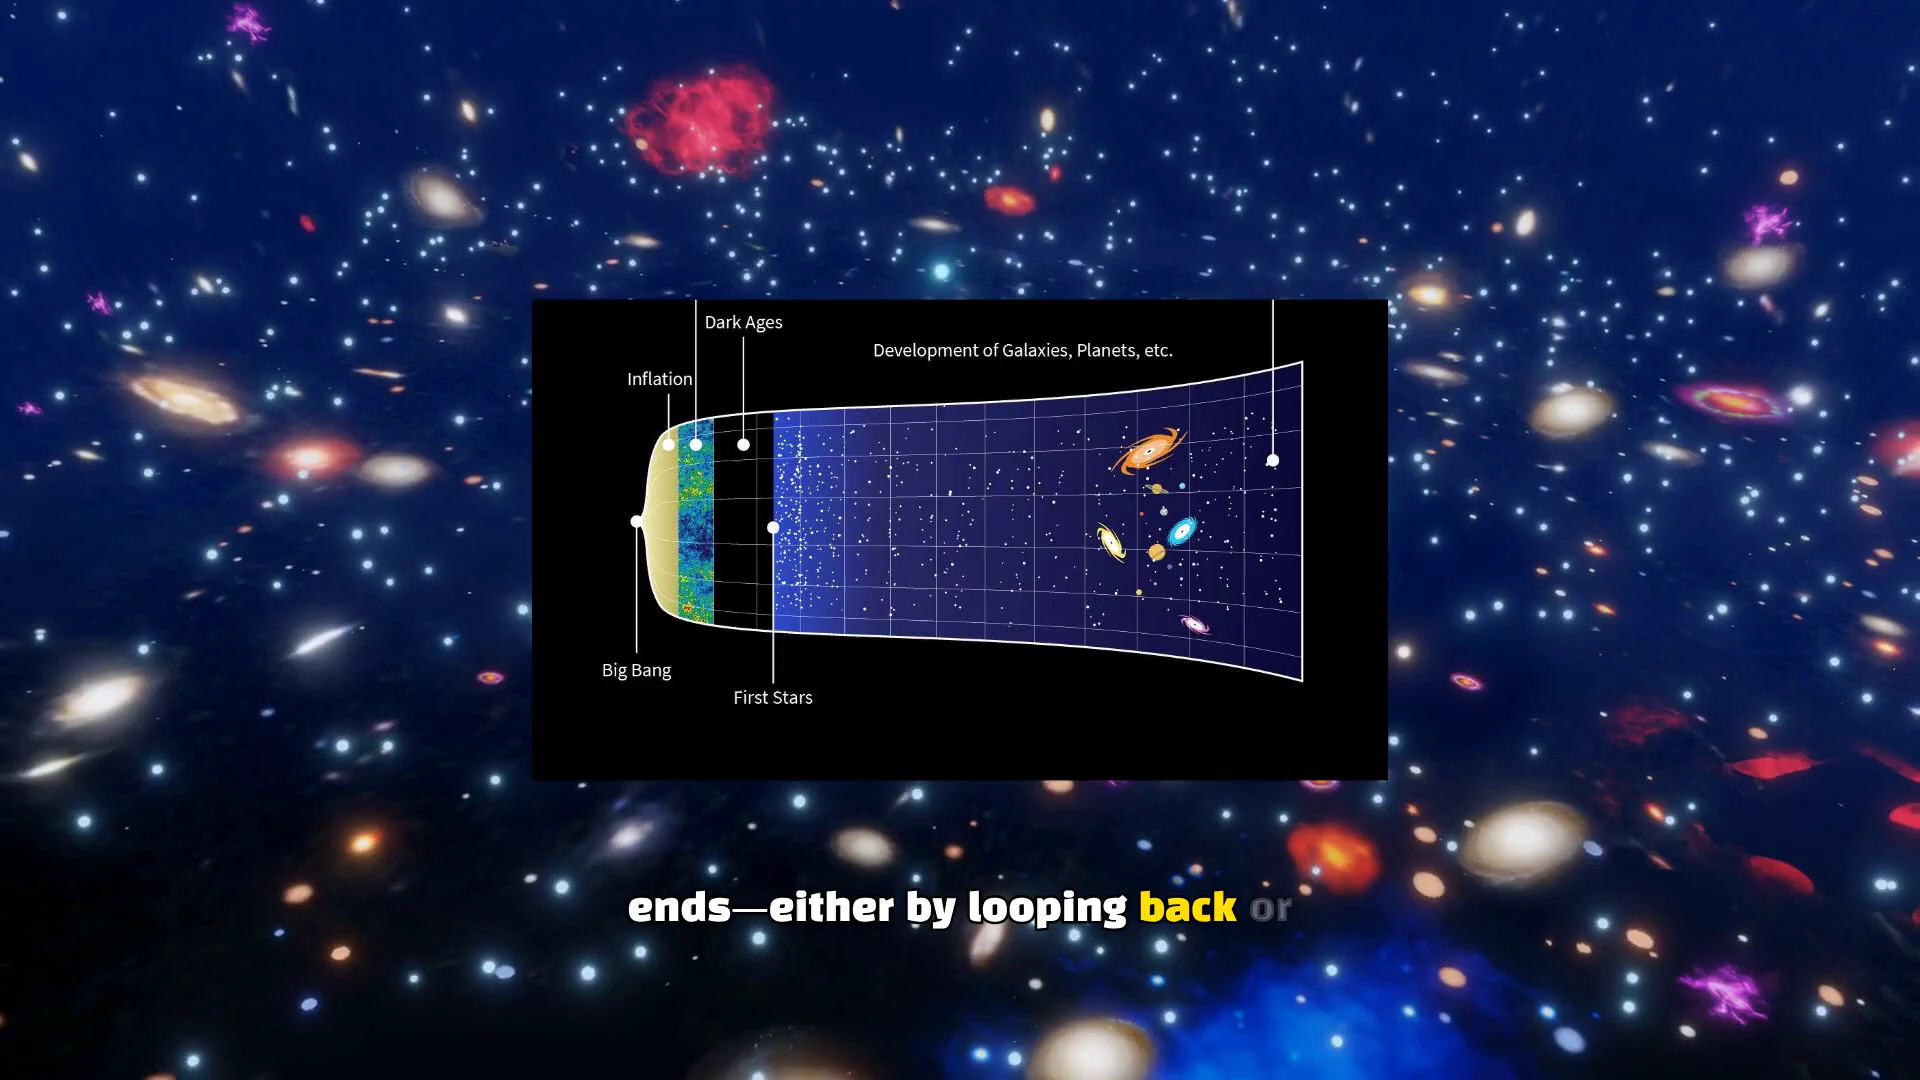 Dark Ages
Development of Galaxies, Planets, etc.
Inflation
Big Bang
First Stars
ends—either by looping back or